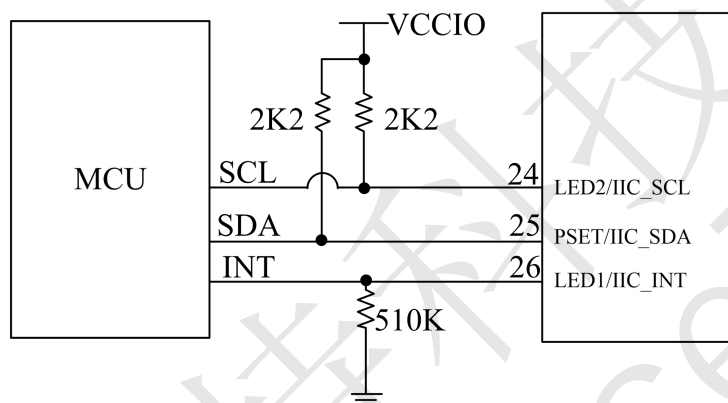 VCCIO
2K2 2K2
MCU SCL 24 LED2/IIC_SCL
SDA 25 PSET/IIC_SDA
INT 26 LED1/IIC_INT
510K